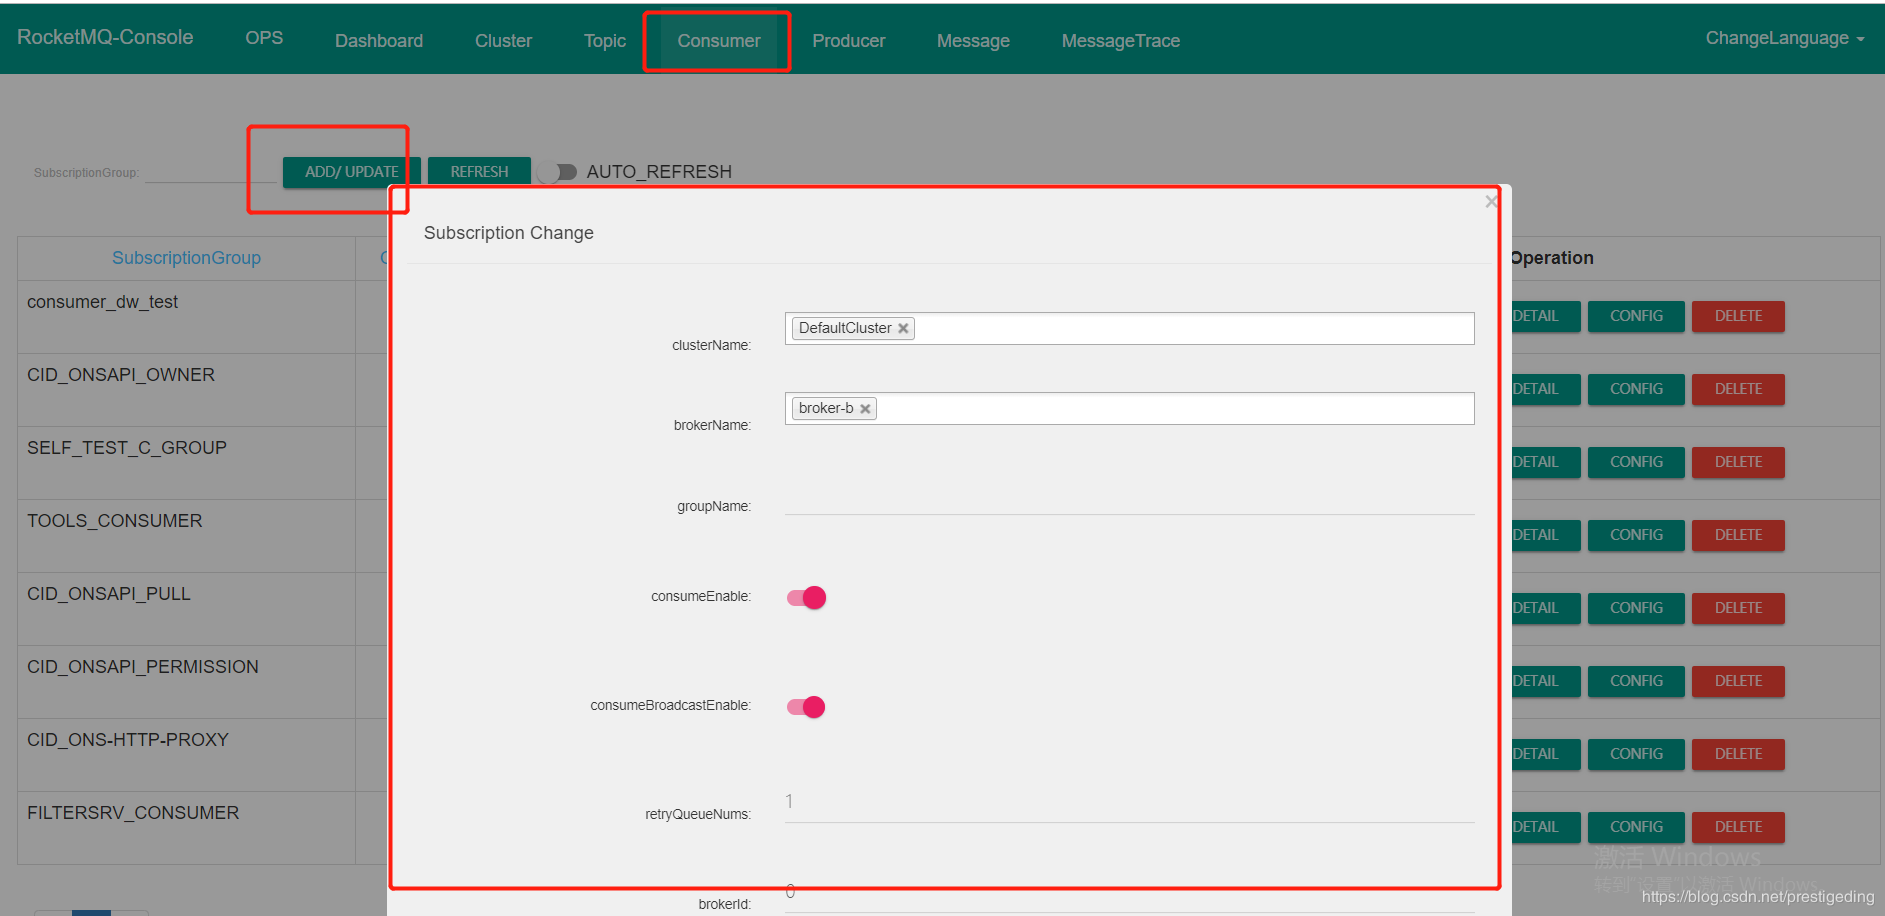 RocketMQ-Console OPS Dashboard Cluster Topic Consumer Producer Message MessageTrace ChangeLanguage
SubscriptionGroup: ADD/ UPDATE REFRESH AUTO_REFRESH
×
Subscription Change
SubscriptionGroup Operation
consumer_dw_test DETAIL CONFIG DELETE
clusterName: DefaultCluster ×
CID_ONSAPI_OWNER DETAIL CONFIG DELETE
brokerName: broker-b ×
SELF_TEST_C_GROUP DETAIL CONFIG DELETE
groupName:
TOOLS_CONSUMER DETAIL CONFIG DELETE
CID_ONSAPI_PULL DETAIL CONFIG DELETE
consumeEnable:
CID_ONSAPI_PERMISSION DETAIL CONFIG DELETE
consumeBroadcastEnable:
CID_ONS-HTTP-PROXY DETAIL CONFIG DELETE
retryQueueNums: 1
FILTERSRV_CONSUMER DETAIL CONFIG DELETE
激活 Windows
转到"设置"以激活 Windows
brokerId: 0
https://blog.csdn.net/prestigeding